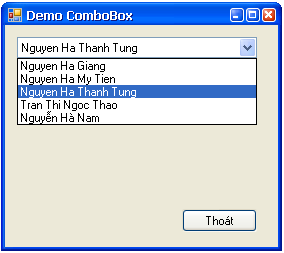 Demo ComboBox
Nguyen Ha Thanh Tung
Nguyen Ha Giang
Nguyen Ha My Tien
Nguyen Ha Thanh Tung
Tran Thi Ngoc Thao
Nguyễn Hà Nam
Thoát